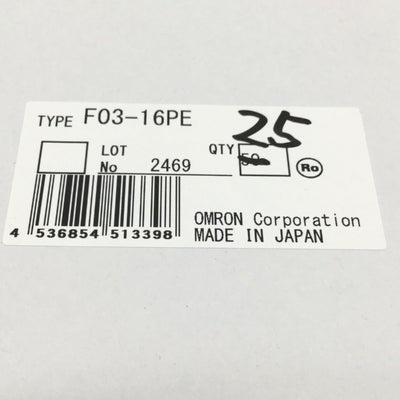 TYPE F03-16PE
LOT
No 2469
QTY 25
50
Ro
4 536854 513398
OMRON Corporation
MADE IN JAPAN